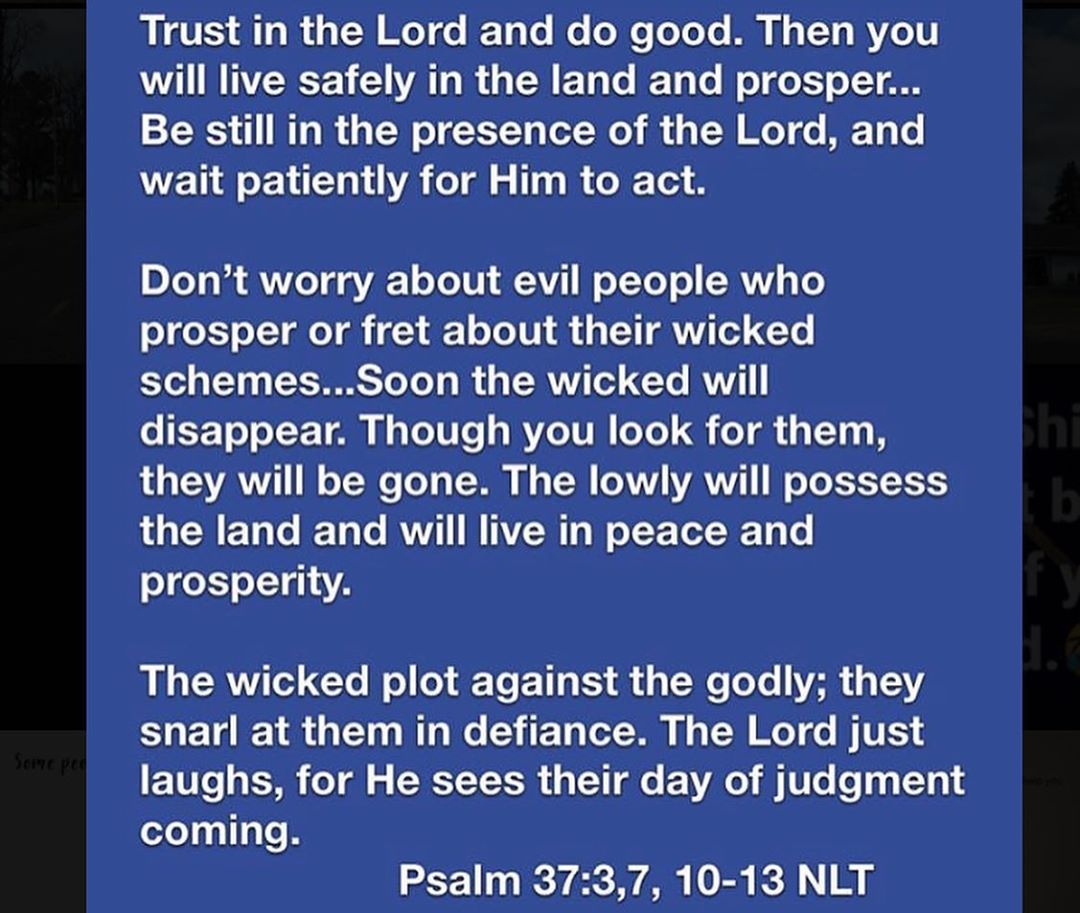 Trust in the Lord and do good. Then you
will live safely in the land and prosper...
Be still in the presence of the Lord, and
wait patiently for Him to act.
Don’t worry about evil people who
prosper or fret about their wicked
schemes...Soon the wicked will
disappear. Though you look for them,
they will be gone. The lowly will possess
the land and will live in peace and
prosperity.
The wicked plot against the godly; they
snarl at them in defiance. The Lord just
laughs, for He sees their day of judgment
coming.
Psalm 37:3,7, 10-13 NLT
Some